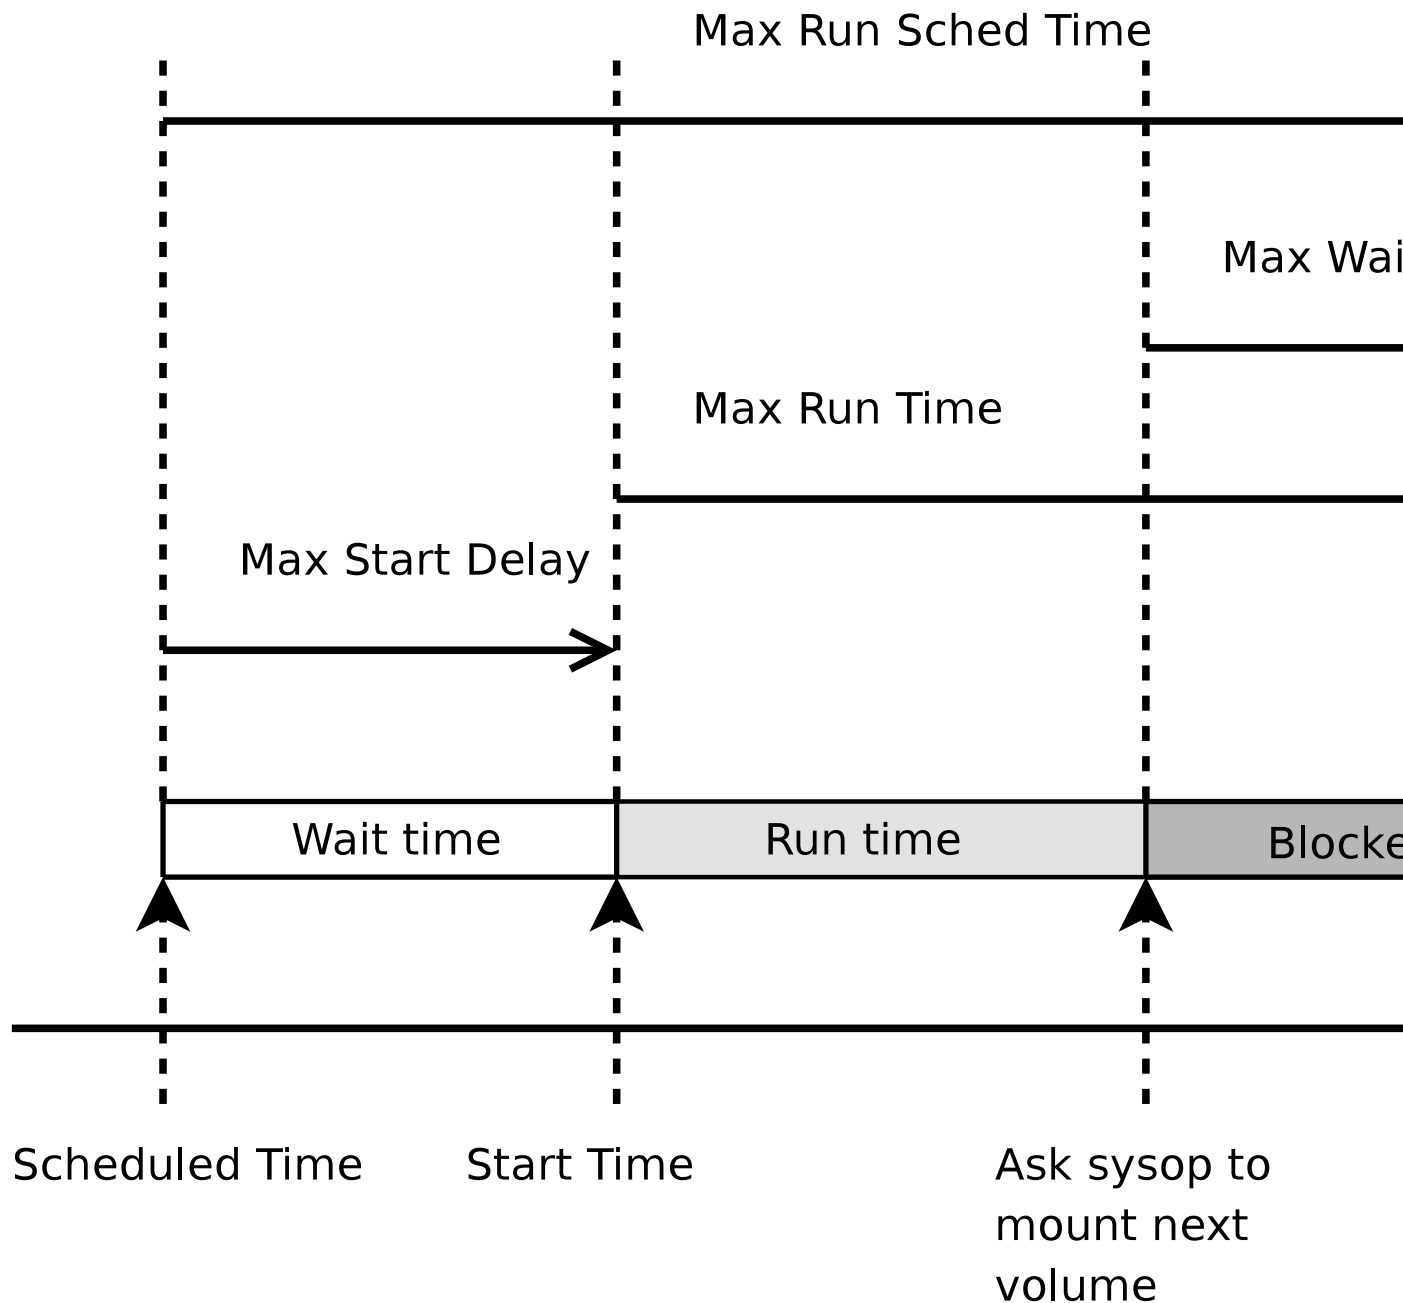 Max Run Sched Time
Max
Max Run Time
Max Start Delay
Wait time
Run time
Scheduled Time
Start Time
Ask sysop to
mount next
volume